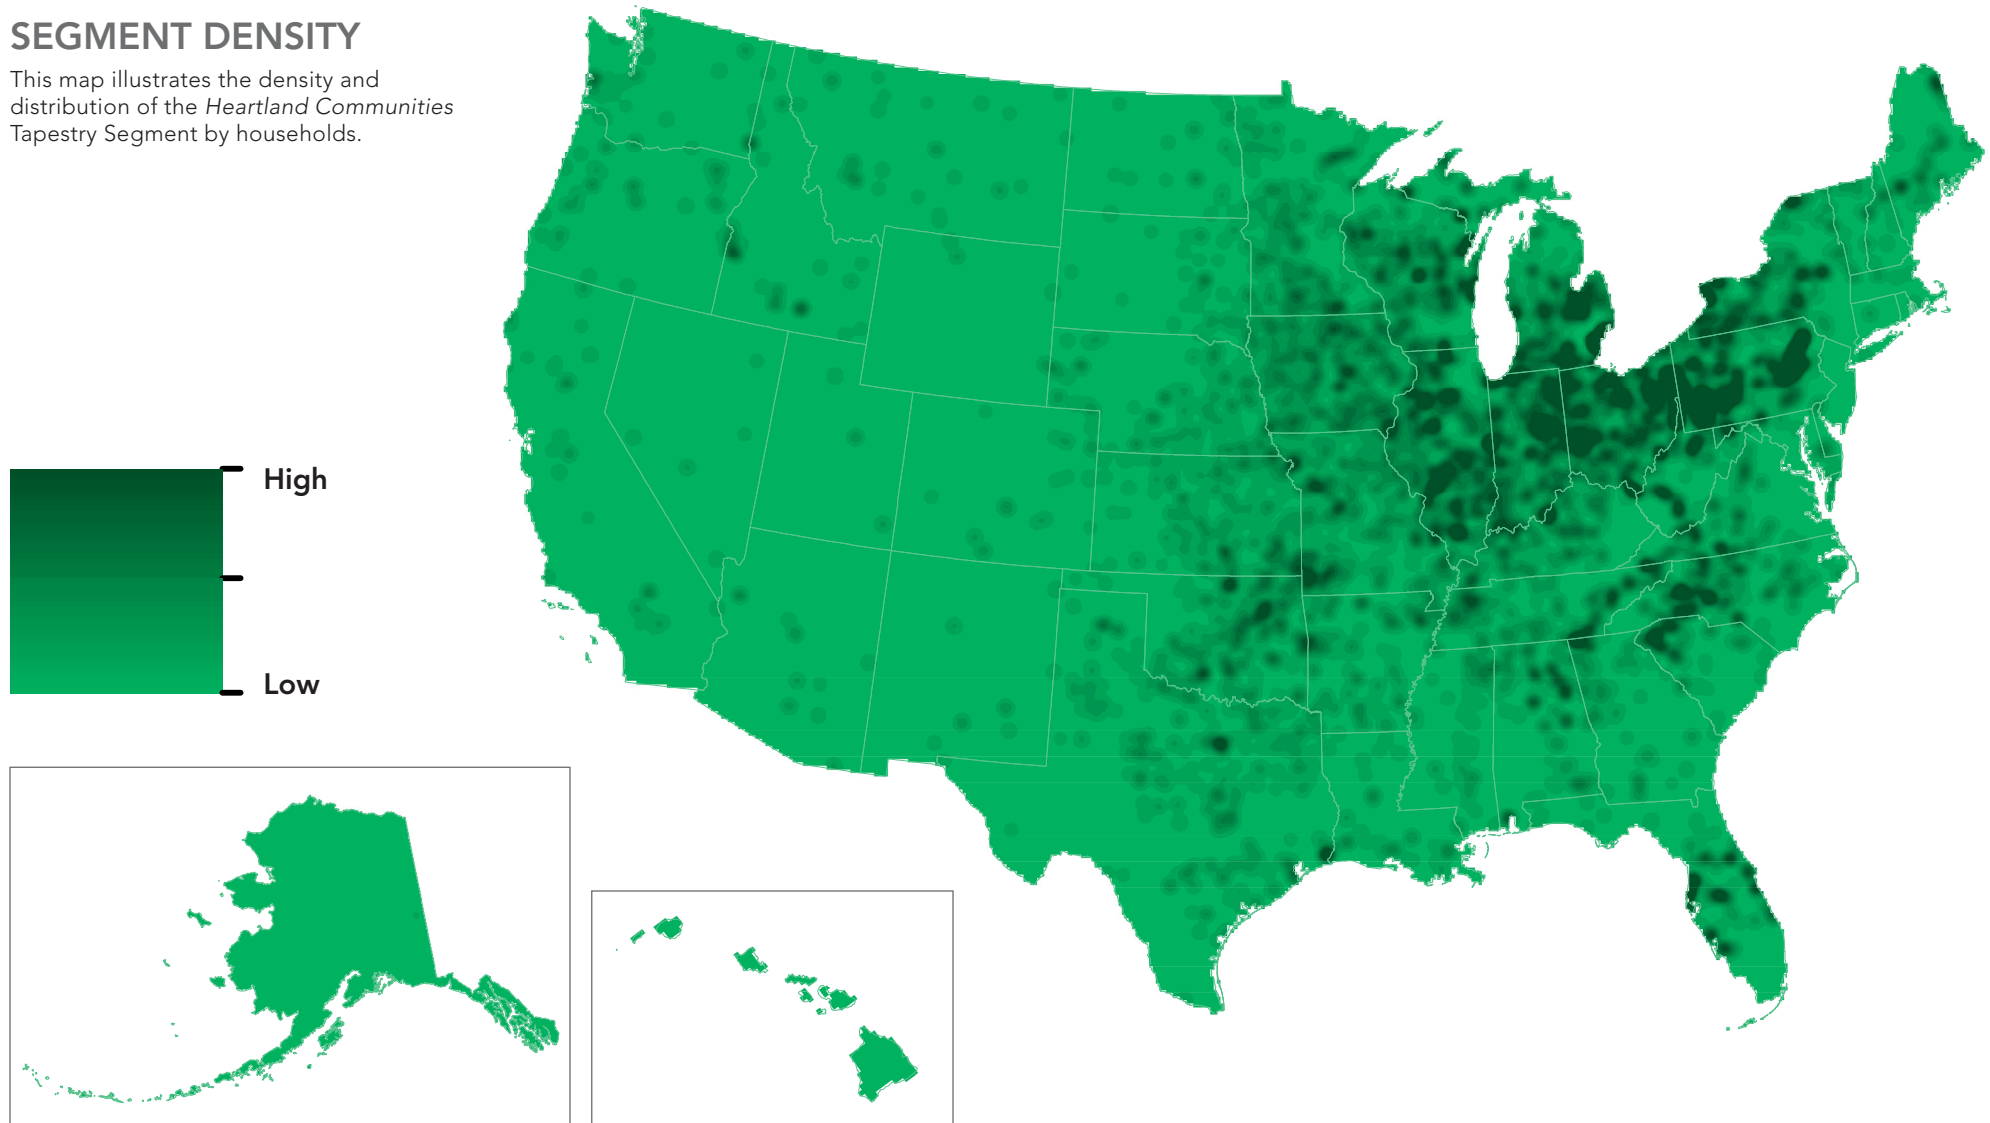 SEGMENT DENSITY
This map illustrates the density and
distribution of the Heartland Communities
Tapestry Segment by households.
High
Low